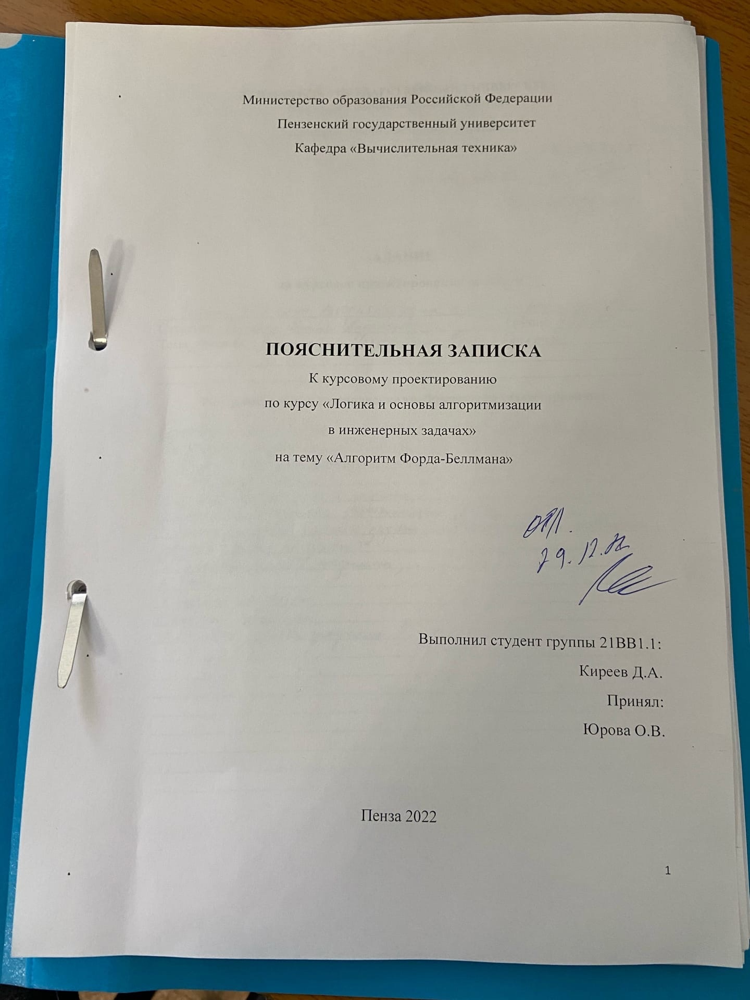 Министерство образования Российской Федерации
Пензенский государственный университет
Кафедра «Вычислительная техника»
ПОЯСНИТЕЛЬНАЯ ЗАПИСКА
К курсовому проектированию
по курсу «Логика и основы алгоритмизации
в инженерных задачах»
на тему «Алгоритм Форда-Беллмана»
отл.
29.12.22
Выполнил студент группы 21ВВ1.1:
Киреев Д.А.
Принял:
Юрова О.В.
Пенза 2022
1